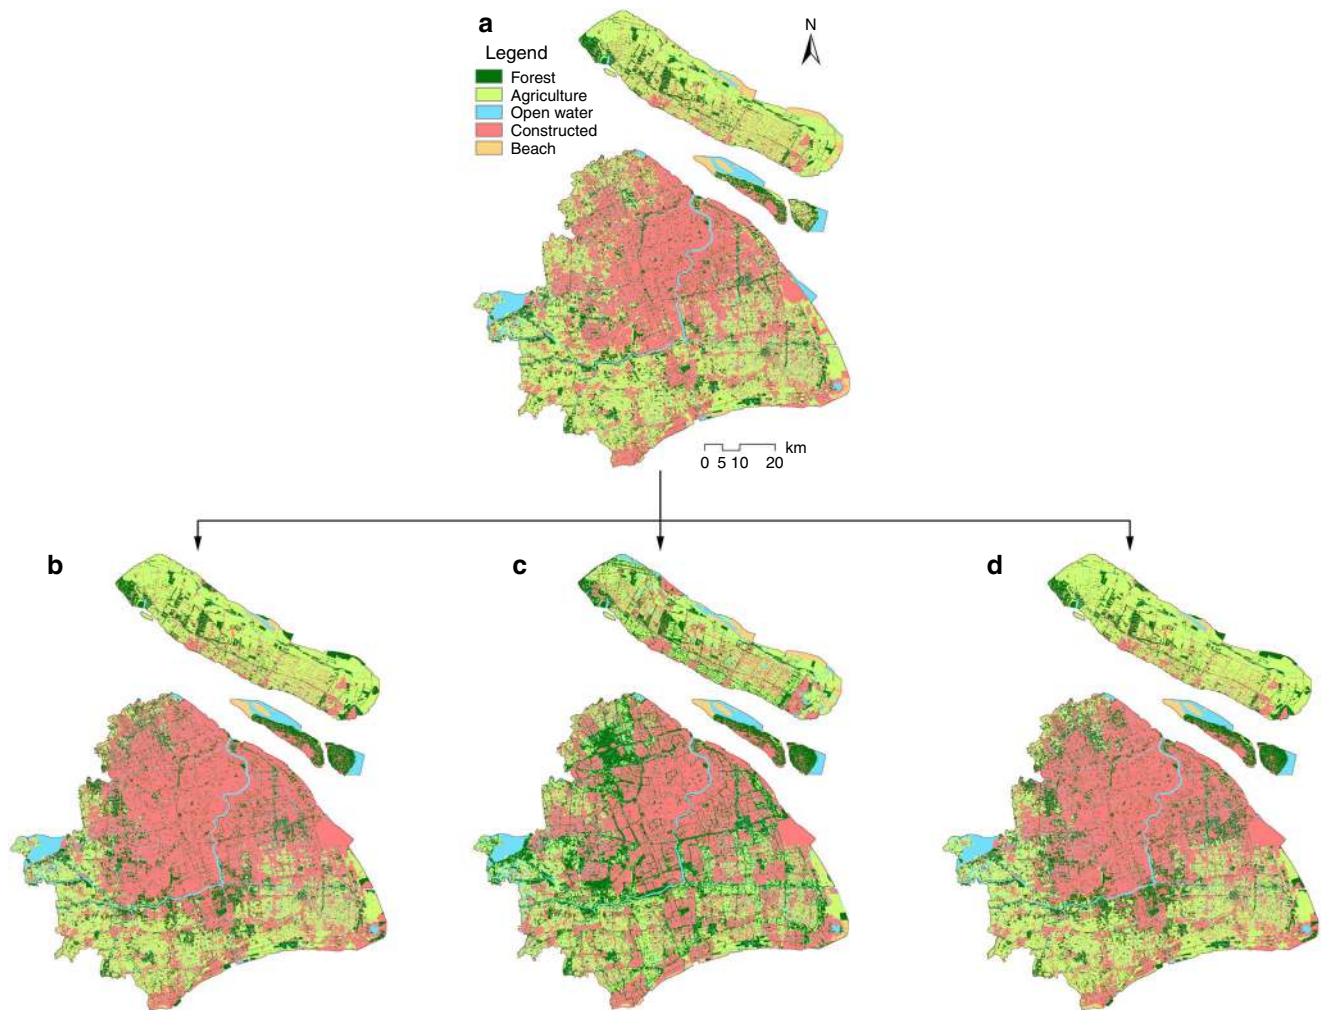 a
N
Legend
Forest
Agriculture
Open water
Constructed
Beach
km
0 5 10 20
b
c
d